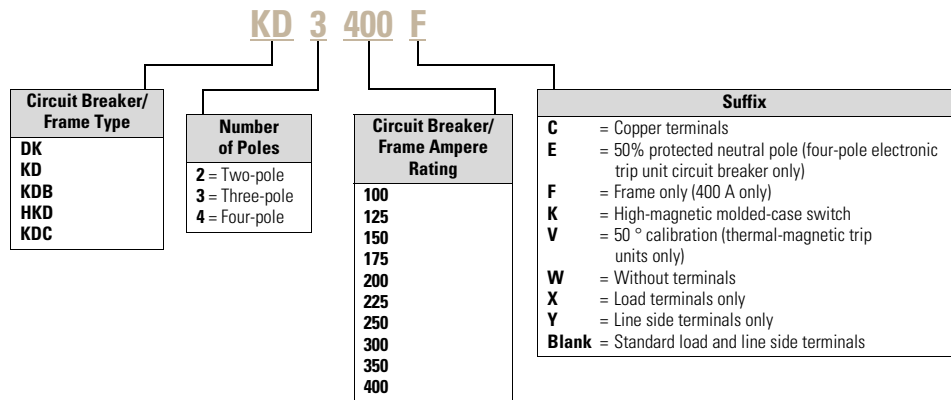 KD 3 400 F
Circuit Breaker/
Frame Type
DK
KD
KDB
HKD
KDC
Number
of Poles
2 = Two-pole
3 = Three-pole
4 = Four-pole
Circuit Breaker/
Frame Ampere
Rating
100
125
150
175
200
225
250
300
350
400
Suffix
C = Copper terminals
E = 50% protected neutral pole (four-pole electronic
trip unit circuit breaker only)
F = Frame only (400 A only)
K = High-magnetic molded-case switch
V = 50 ° calibration (thermal-magnetic trip
units only)
W = Without terminals
X = Load terminals only
Y = Line side terminals only
Blank = Standard load and line side terminals